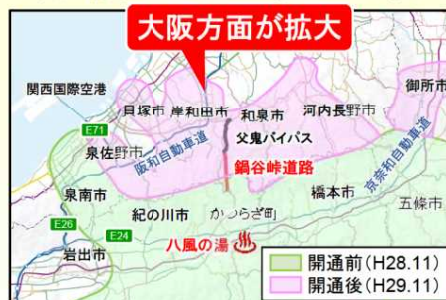 大阪方面が拡大
関西国際空港
御所市
貝塚市
岸和田市
和泉市
河内長野市
E71
父鬼バイパス
泉佐野市
阪和自動車道
鍋谷峠道路
京奈和自動車道
泉南市
橋本市
五條市
紀の川市
かつらぎ町
E26
E24
八風の湯
岩出市
開通前(H28.11)
開通後(H29.11)